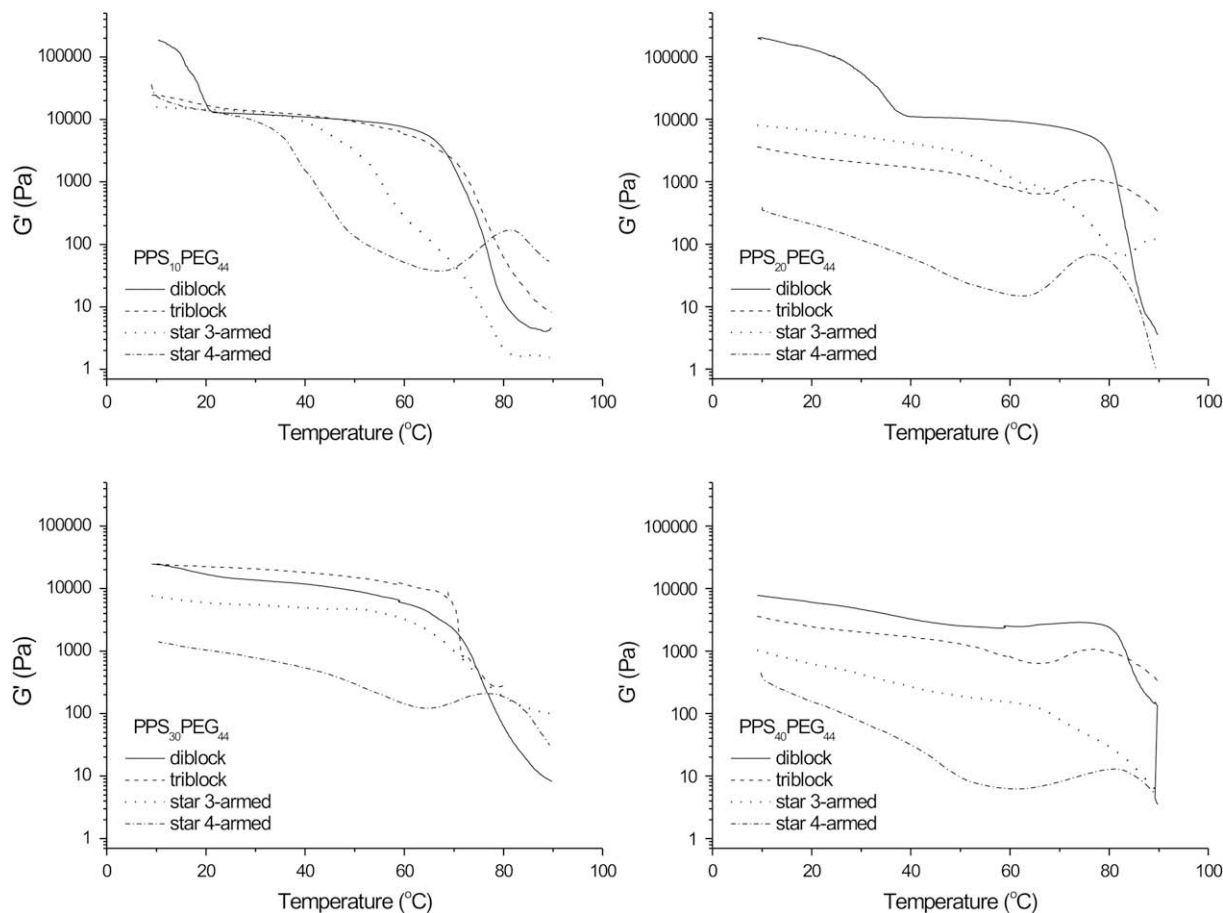 100000
10000
1000
100
10
1
G' (Pa)
PPS₁₀PEG₄₄
diblock
triblock
star 3-armed
star 4-armed
0 20 40 60 80 100
Temperature (°C)
100000
10000
1000
100
10
1
G' (Pa)
PPS₂₀PEG₄₄
diblock
triblock
star 3-armed
star 4-armed
0 20 40 60 80 100
Temperature (°C)
100000
10000
1000
100
10
1
G' (Pa)
PPS₃₀PEG₄₄
diblock
triblock
star 3-armed
star 4-armed
0 20 40 60 80 100
Temperature (°C)
100000
10000
1000
100
10
1
G' (Pa)
PPS₄₀PEG₄₄
diblock
triblock
star 3-armed
star 4-armed
0 20 40 60 80 100
Temperature (°C)